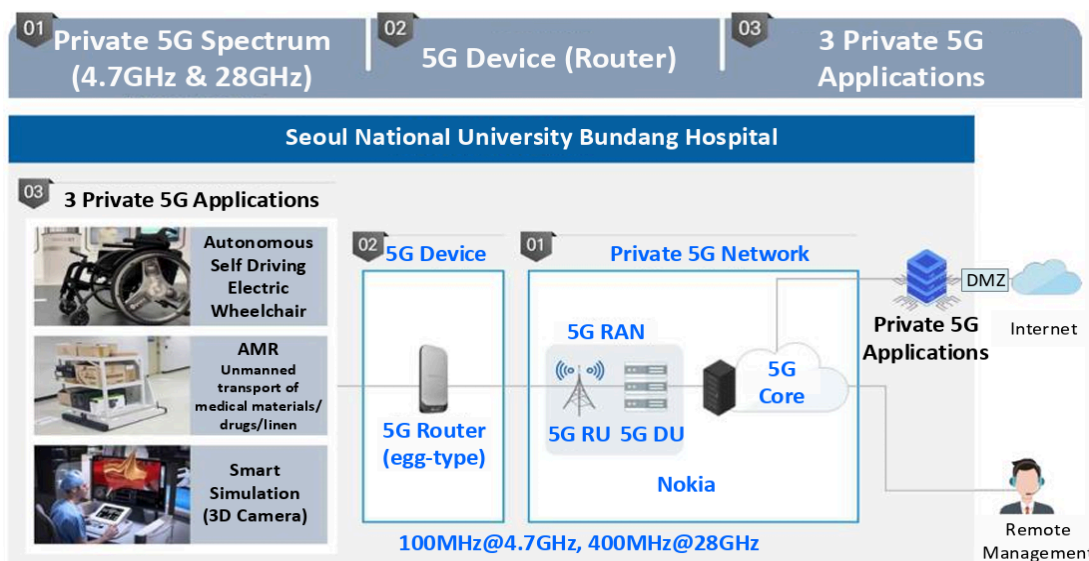 01
Private 5G Spectrum
(4.7GHz & 28GHz)
02
5G Device (Router)
03
3 Private 5G
Applications
Seoul National University Bundang Hospital
03
3 Private 5G Applications
Autonomous
Self Driving
Electric
Wheelchair
AMR
Unmanned
transport of
medical materials/
drugs/linen
Smart
Simulation
(3D Camera)
02
5G Device
5G Router
(egg-type)
01
Private 5G Network
5G RAN
5G RU
5G DU
5G
Core
Nokia
100MHz@4.7GHz, 400MHz@28GHz
Private 5G
Applications
DMZ
Internet
Remote
Management